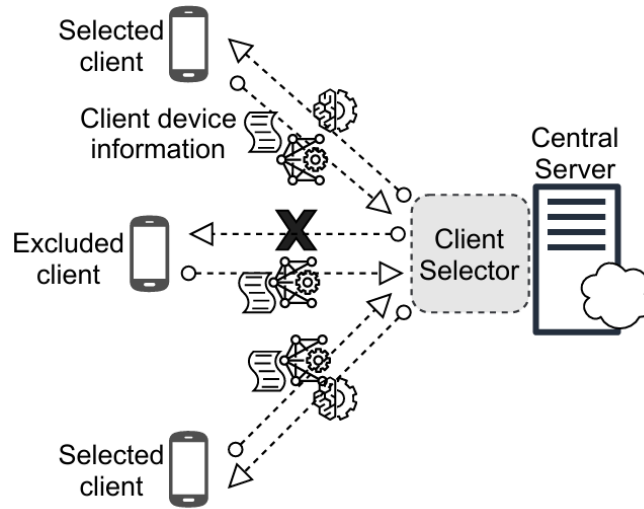 Selected
client
Client device
information
Central
Server
Excluded
client
Client
Selector
Selected
client